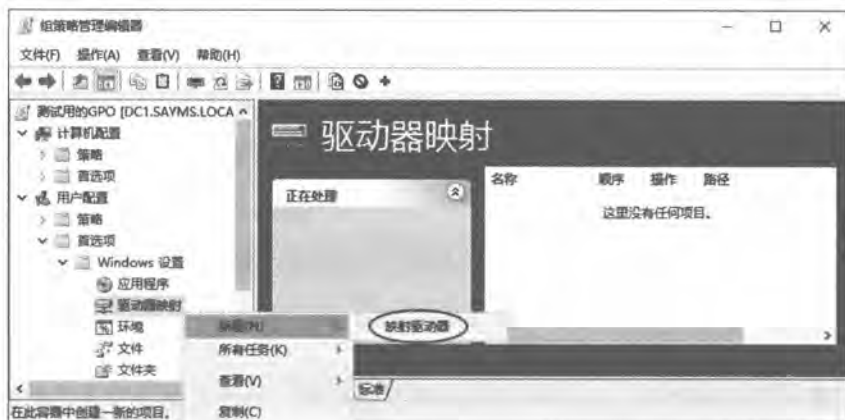 组策略管理编辑器
文件(F) 操作(A) 查看(V) 帮助(H)
测试用的GPO [DC1.SAYMS.LOCA
计算机配置
策略
首选项
用户配置
策略
首选项
Windows 设置
应用程序
驱动器映射
环境
文件
文件夹
驱动器映射
正在处理
名称 顺序 操作 路径
这里没有任何项目。
新建(N)
映射驱动器
所有任务(K)
查看(V)
复制(C)
标准
在此容器中创建一新的项目。